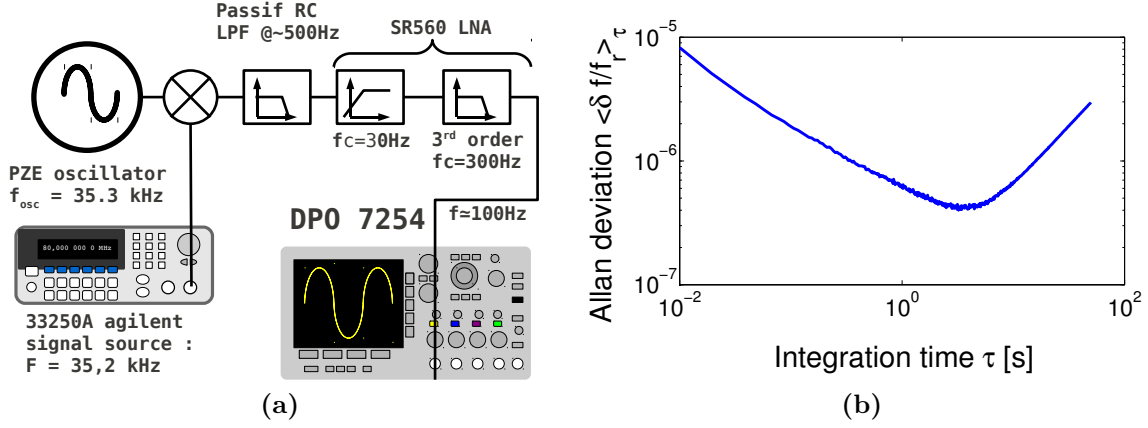 Passif RC
LPF @~500Hz
SR560 LNA
fc=30Hz
3rd order
fc=300Hz
PZE oscillator
fosc = 35.3 kHz
f≃100Hz
DPO 7254
80,000 000 0 MHz
33250A agilent
signal source :
F = 35,2 kHz
(a)
Allan deviation <δ f/fr>τ
10-5
10-6
10-7
10-2
100
102
Integration time τ [s]
(b)